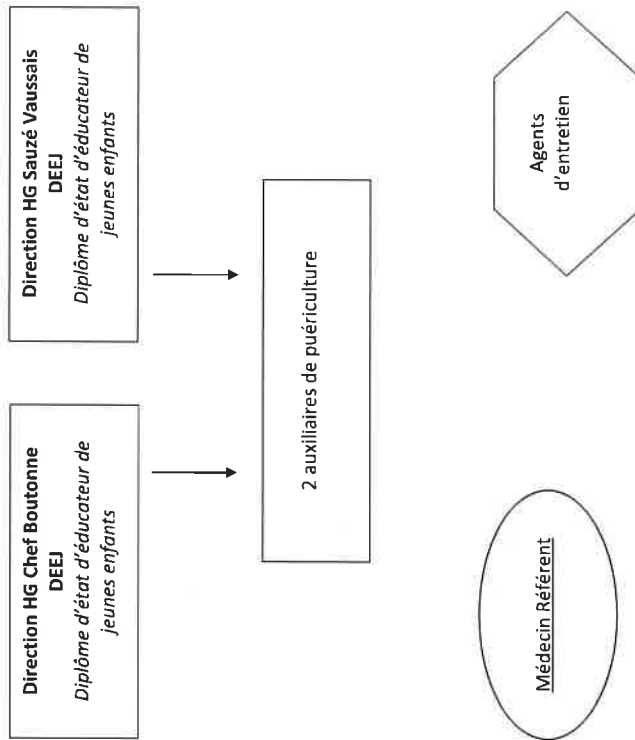 Direction HG Chef Boutonne
DEEJ
Diplôme d'état d'éducateur de
jeunes enfants
Direction HG Sauzé Vaussais
DEEJ
Diplôme d'état d'éducateur de
jeunes enfants
2 auxiliaires de puériculture
Médecin Référent
Agents
d'entretien